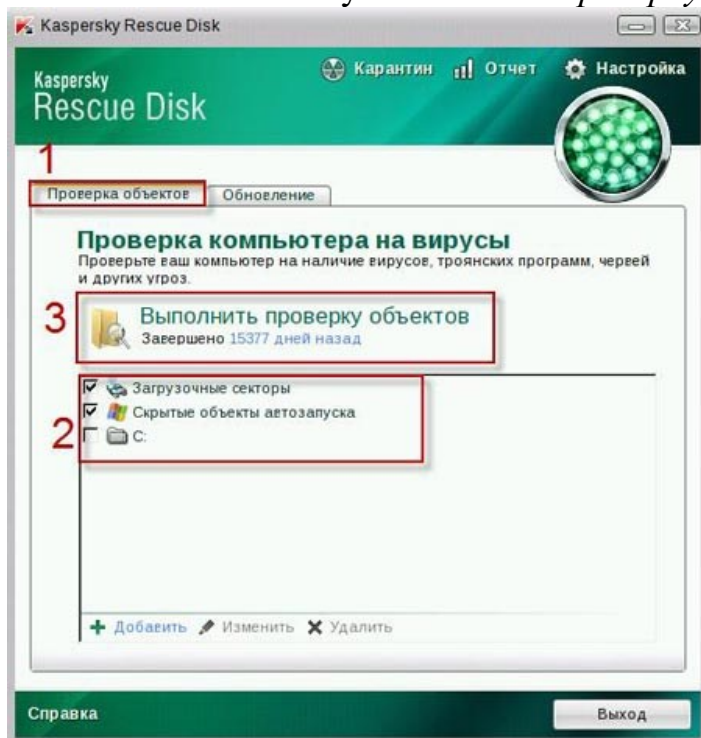 Kaspersky Rescue Disk
Карантин Отчет Настройка
Kaspersky
Rescue Disk
1
Проверка объектов Обновление
Проверка компьютера на вирусы
Проверьте ваш компьютер на наличие вирусов, троянских программ, червей
и других угроз.
3
Выполнить проверку объектов
Завершено 15377 дней назад
Загрузочные секторы
Скрытые объекты автозапуска
2
C:
Добавить Изменить Удалить
Справка Выход